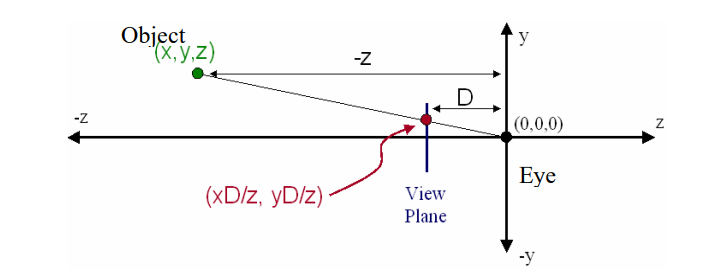 Object
(x,y,z)
y
-z
D
-z
(0,0,0)
z
Eye
(xD/z, yD/z)
View
Plane
-y